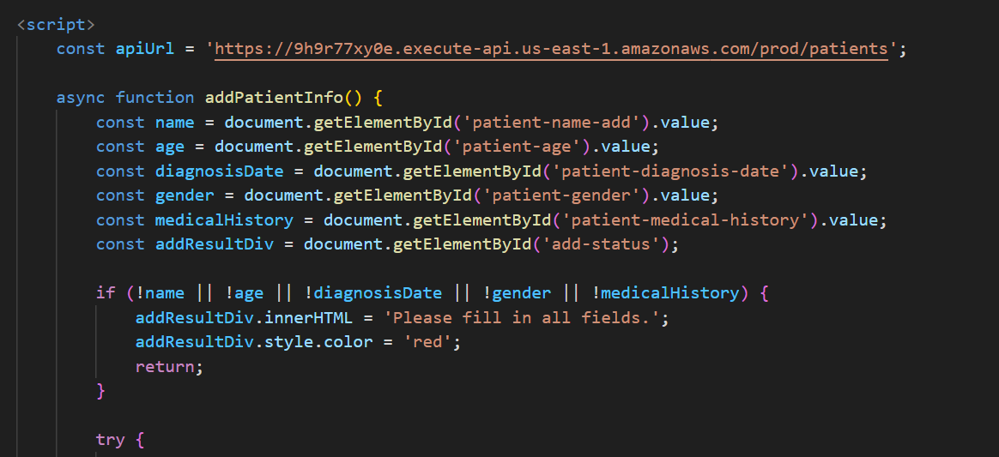 <script>
const apiUrl = 'https://9h9r77xy0e.execute-api.us-east-1.amazonaws.com/prod/patients';
async function addPatientInfo() {
const name = document.getElementById('patient-name-add').value;
const age = document.getElementById('patient-age').value;
const diagnosisDate = document.getElementById('patient-diagnosis-date').value;
const gender = document.getElementById('patient-gender').value;
const medicalHistory = document.getElementById('patient-medical-history').value;
const addResultDiv = document.getElementById('add-status');
if (!name || !age || !diagnosisDate || !gender || !medicalHistory) {
addResultDiv.innerHTML = 'Please fill in all fields.';
addResultDiv.style.color = 'red';
return;
}
try {